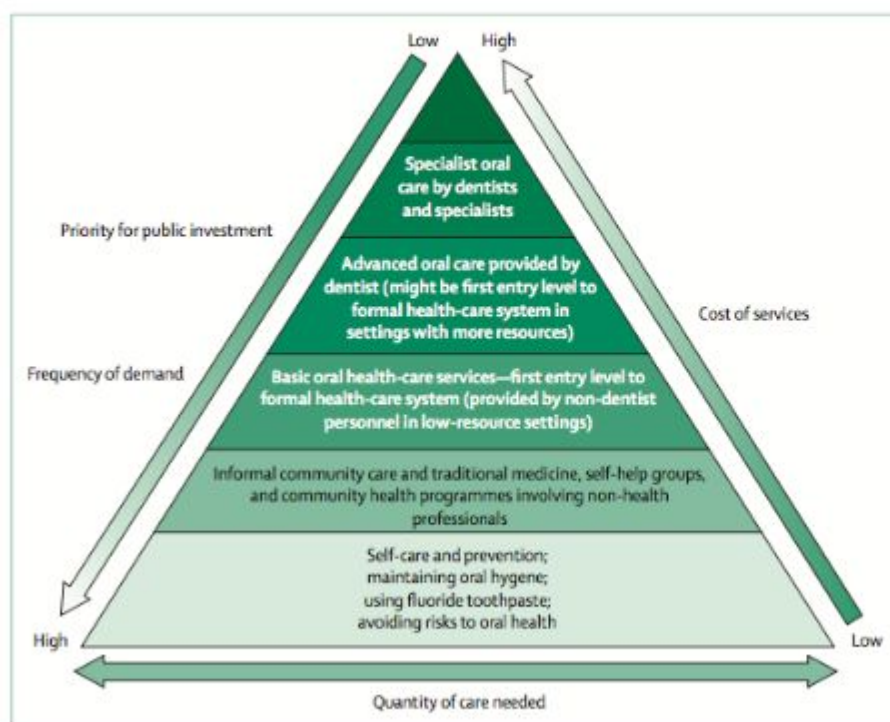 Low
High
Specialist oral
care by dentists
and specialists
Priority for public investment
Advanced oral care provided by
dentist (might be first entry level to
formal health-care system in
settings with more resources)
Cost of services
Frequency of demand
Basic oral health-care services—first entry level to
formal health-care system (provided by non-dentist
personnel in low-resource settings)
Informal community care and traditional medicine, self-help groups,
and community health programmes involving non-health
professionals
Self-care and prevention;
maintaining oral hygene;
using fluoride toothpaste;
avoiding risks to oral health
High
Low
Quantity of care needed